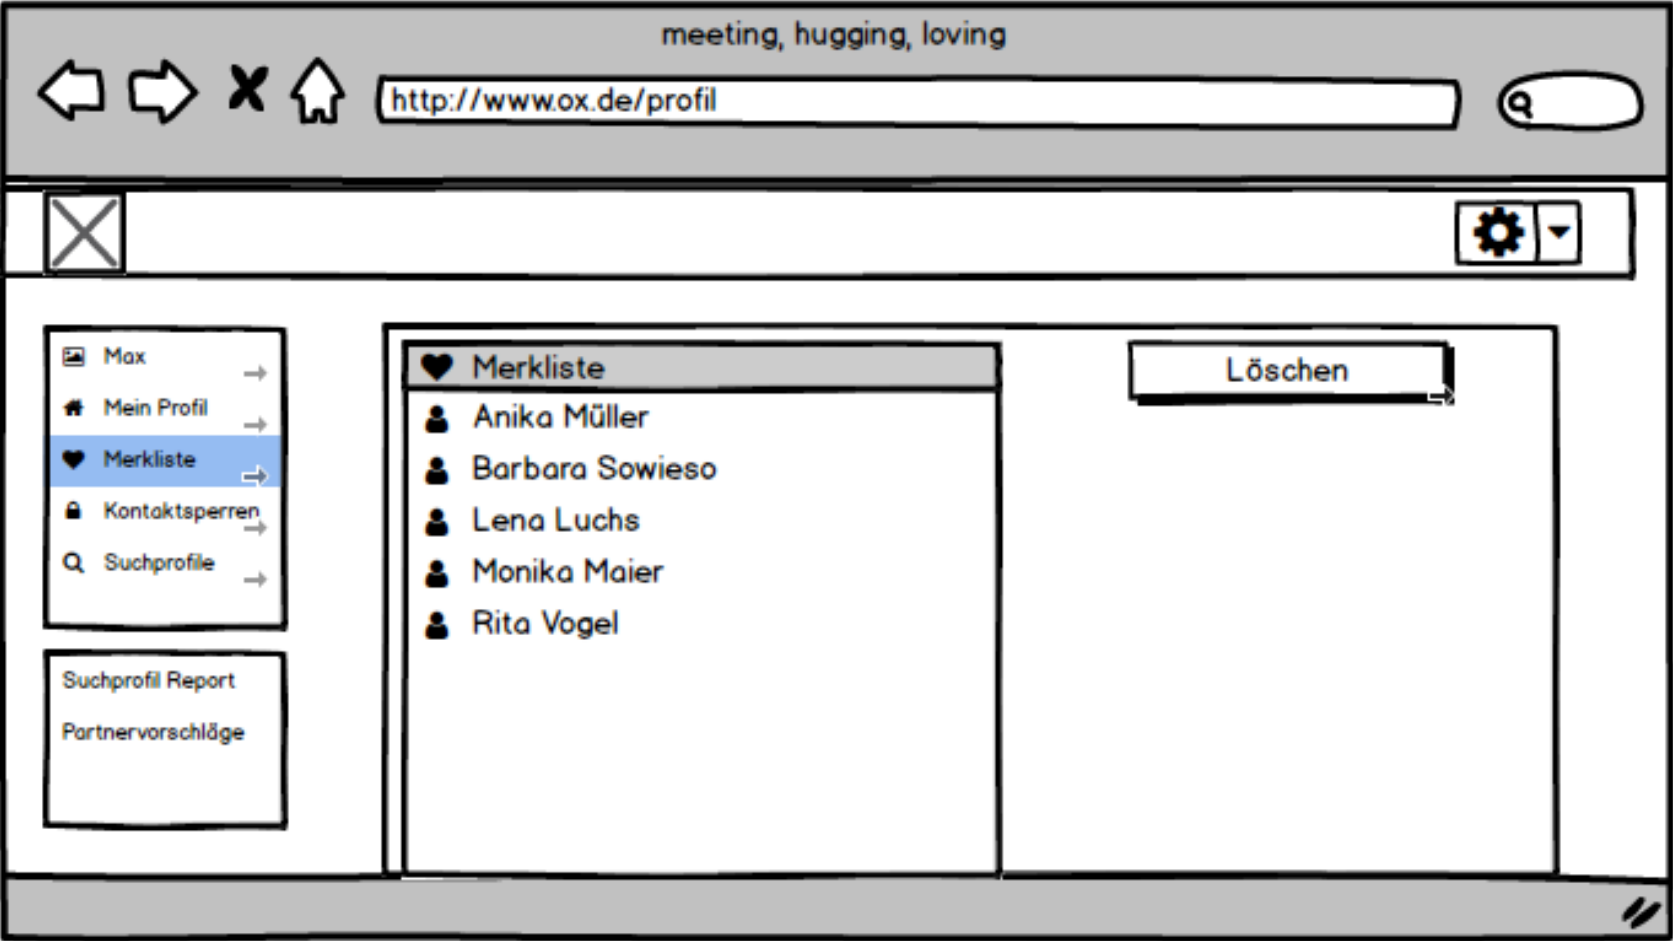 meeting, hugging, loving
http://www.ox.de/profil
Max
Mein Profil
Merkliste
Kontaktsperren
Suchprofile
Suchprofil Report
Partnervorschläge
Merkliste
Anika Müller
Barbara Sowieso
Lena Luchs
Monika Maier
Rita Vogel
Löschen